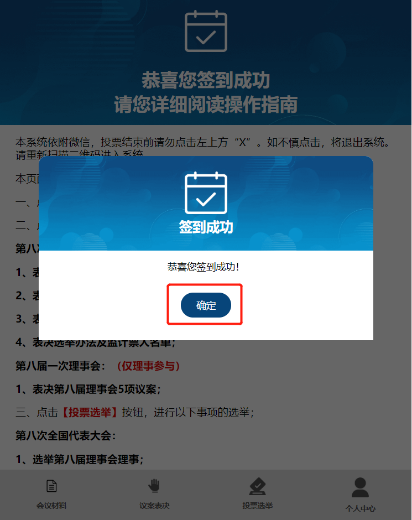 恭喜您签到成功
请您详细阅读操作指南
本系统依附微信，投票结束前请勿点击左上方“X”。如不慎点击，将退出系统。
请重新扫描二维码进入系统
本页
签到成功
一、
恭喜您签到成功！
二、
第八
1、表
确定
2、表
3、表
4、表决选举办法及监计票人名单；
第八届一次理事会：（仅理事参与）
1、表决第八届理事会5项议案；
三、点击【投票选举】按钮，进行以下事项的选举；
第八次全国代表大会：
1、选举第八届理事会理事；
会议材料
议案表决
投票选举
个人中心